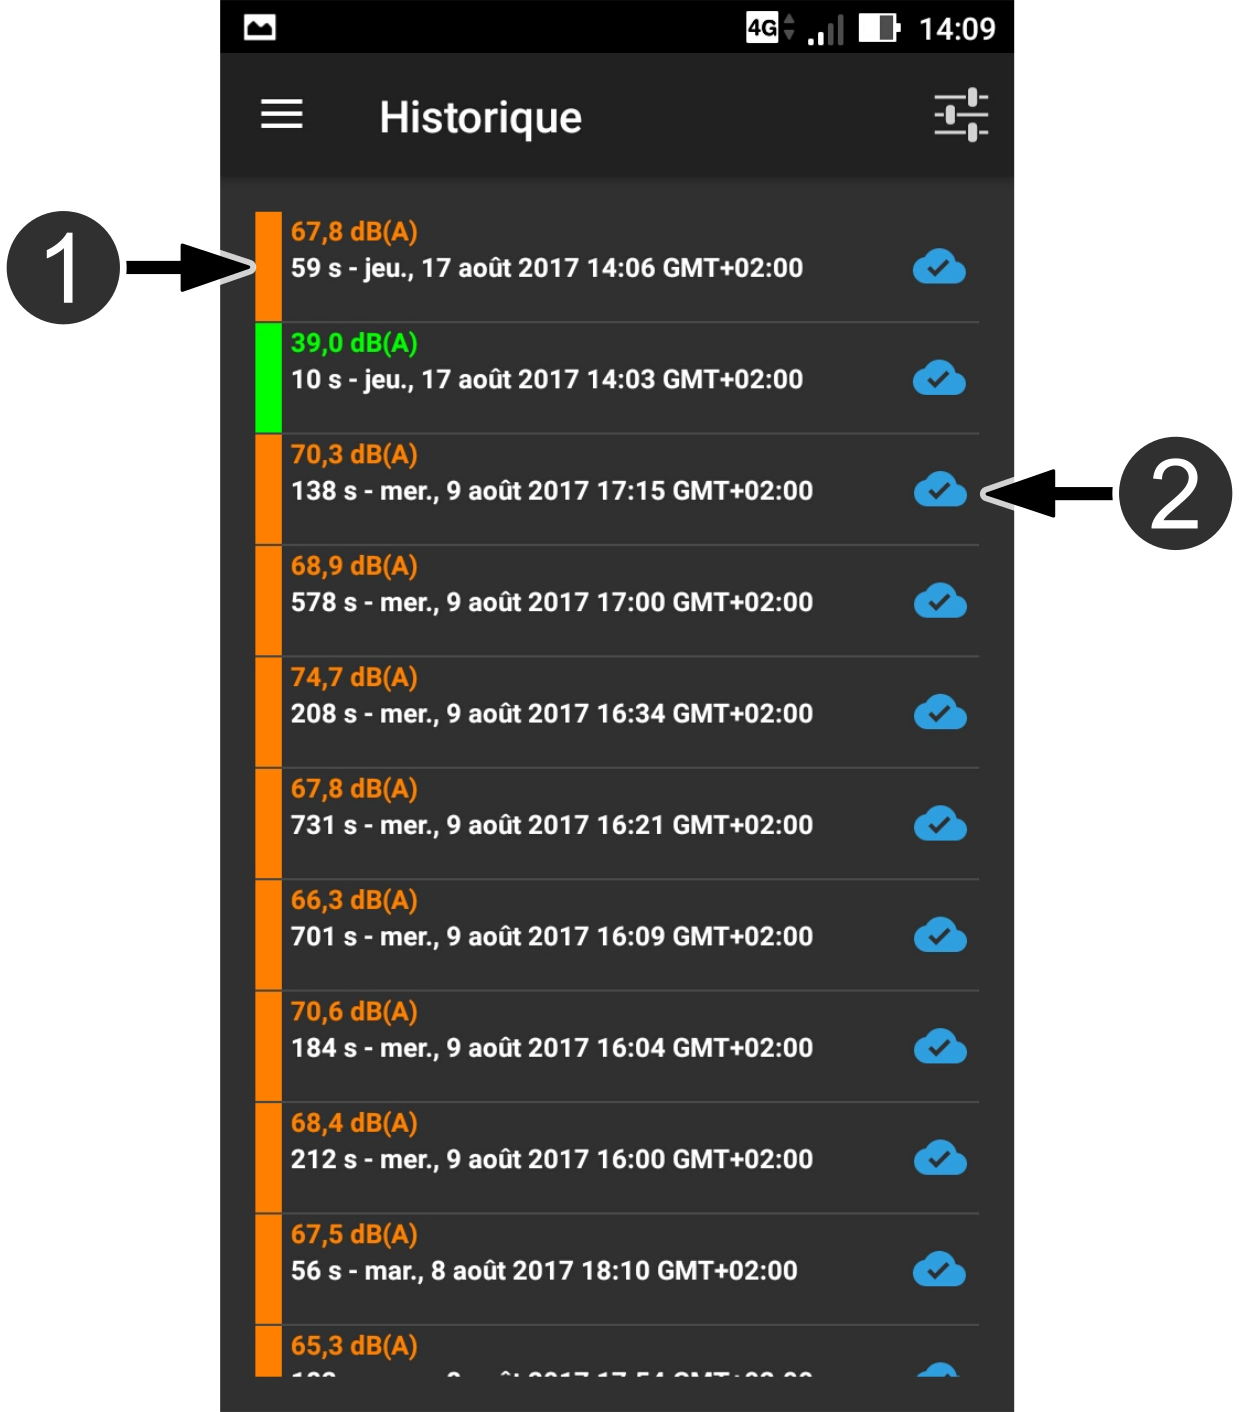 4G 14:09
Historique
67,8 dB(A)
1
59 s - jeu., 17 août 2017 14:06 GMT+02:00
39,0 dB(A)
10 s - jeu., 17 août 2017 14:03 GMT+02:00
70,3 dB(A)
138 s - mer., 9 août 2017 17:15 GMT+02:00
2
68,9 dB(A)
578 s - mer., 9 août 2017 17:00 GMT+02:00
74,7 dB(A)
208 s - mer., 9 août 2017 16:34 GMT+02:00
67,8 dB(A)
731 s - mer., 9 août 2017 16:21 GMT+02:00
66,3 dB(A)
701 s - mer., 9 août 2017 16:09 GMT+02:00
70,6 dB(A)
184 s - mer., 9 août 2017 16:04 GMT+02:00
68,4 dB(A)
212 s - mer., 9 août 2017 16:00 GMT+02:00
67,5 dB(A)
56 s - mar., 8 août 2017 18:10 GMT+02:00
65,3 dB(A)